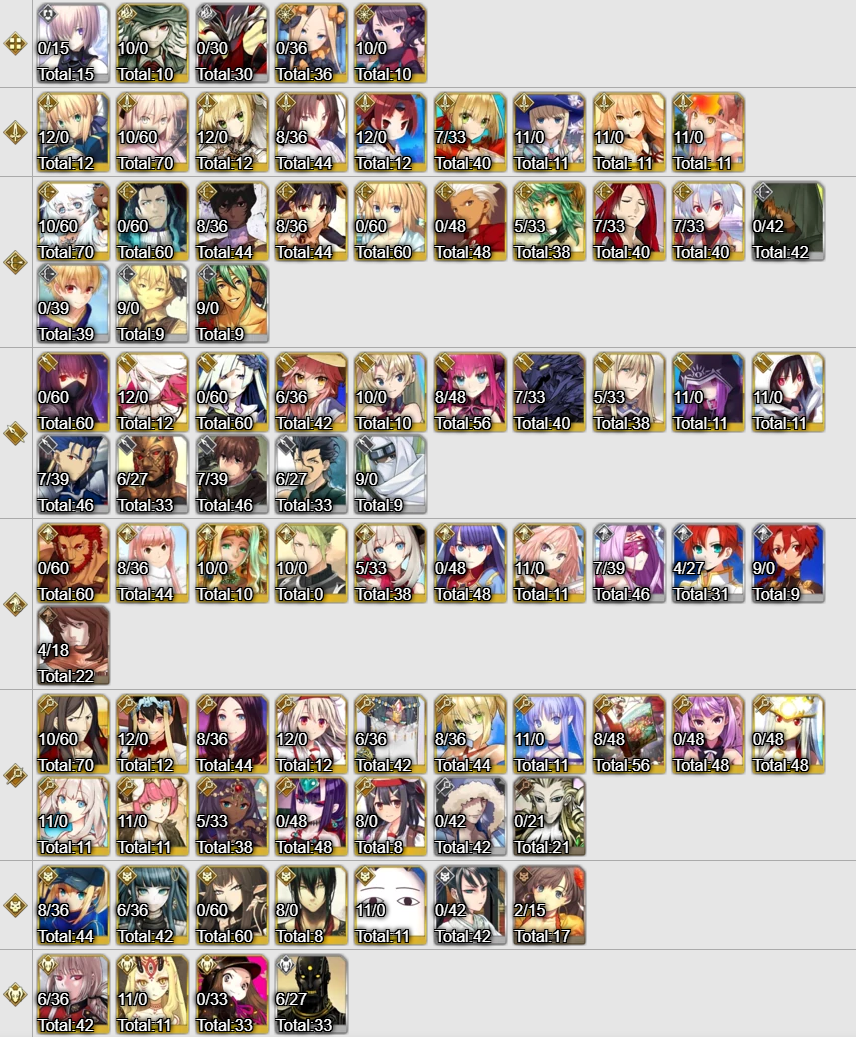 0/15 10/0 0/30 0/36 10/0
Total:15 Total:10 Total:30 Total:36 Total:10
12/0 10/60 12/0 8/36 12/0 7/33 11/0 11/0 11/0
Total:12 Total:70 Total:12 Total:44 Total:12 Total:40 Total:11 Total: 11 Total: 11
10/60 0/60 8/36 8/36 0/60 0/48 5/33 7/33 7/33 0/42
Total:70 Total:60 Total:44 Total:44 Total:60 Total:48 Total:38 Total:40 Total:40 Total:42
0/39 9/0 9/0
Total:39 Total:9 Total:9
0/60 12/0 0/60 6/36 10/0 8/48 7/33 5/33 11/0 11/0
Total:60 Total:12 Total:60 Total:42 Total:10 Total:56 Total:40 Total:38 Total:11 Total:11
7/39 6/27 7/39 6/27 9/0
Total:46 Total:33 Total:46 Total:33 Total:9
0/60 8/36 10/0 10/0 5/33 0/48 11/0 7/39 4/27 9/0
Total:60 Total:44 Total:10 Total:0 Total:38 Total:48 Total:11 Total:46 Total:31 Total:9
4/18
Total:22
10/60 12/0 8/36 12/0 6/36 8/36 11/0 8/48 0/48 0/48
Total:70 Total:12 Total:44 Total:12 Total:42 Total:44 Total:11 Total:56 Total:48 Total:48
11/0 11/0 5/33 0/48 8/0 0/42 0/21
Total:11 Total:11 Total:38 Total:48 Total:8 Total:42 Total:21
8/36 6/36 0/60 8/0 11/0 0/42 2/15
Total:44 Total:42 Total:60 Total:8 Total:11 Total:42 Total:17
6/36 11/0 0/33 6/27
Total:42 Total:11 Total:33 Total:33